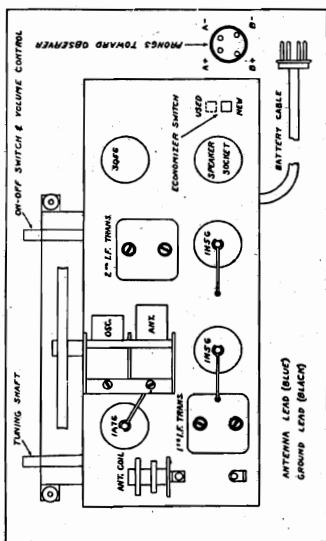 TUNING SHAFT
ON-OFF SWITCH & VOLUME CONTROL
PRONGS TOWARD OBSERVER
A+
A-
B+
B-
ANT. COIL
1A7G
OSC.
ANT.
2ND I.F. TRANS.
3Q5G
ECONOMIZER SWITCH
USED
NEW
1ST I.F. TRANS.
1N5G
1N5G
SPEAKER
SOCKET
BATTERY CABLE
ANTENNA LEAD (BLUE)
GROUND LEAD (BLACK)